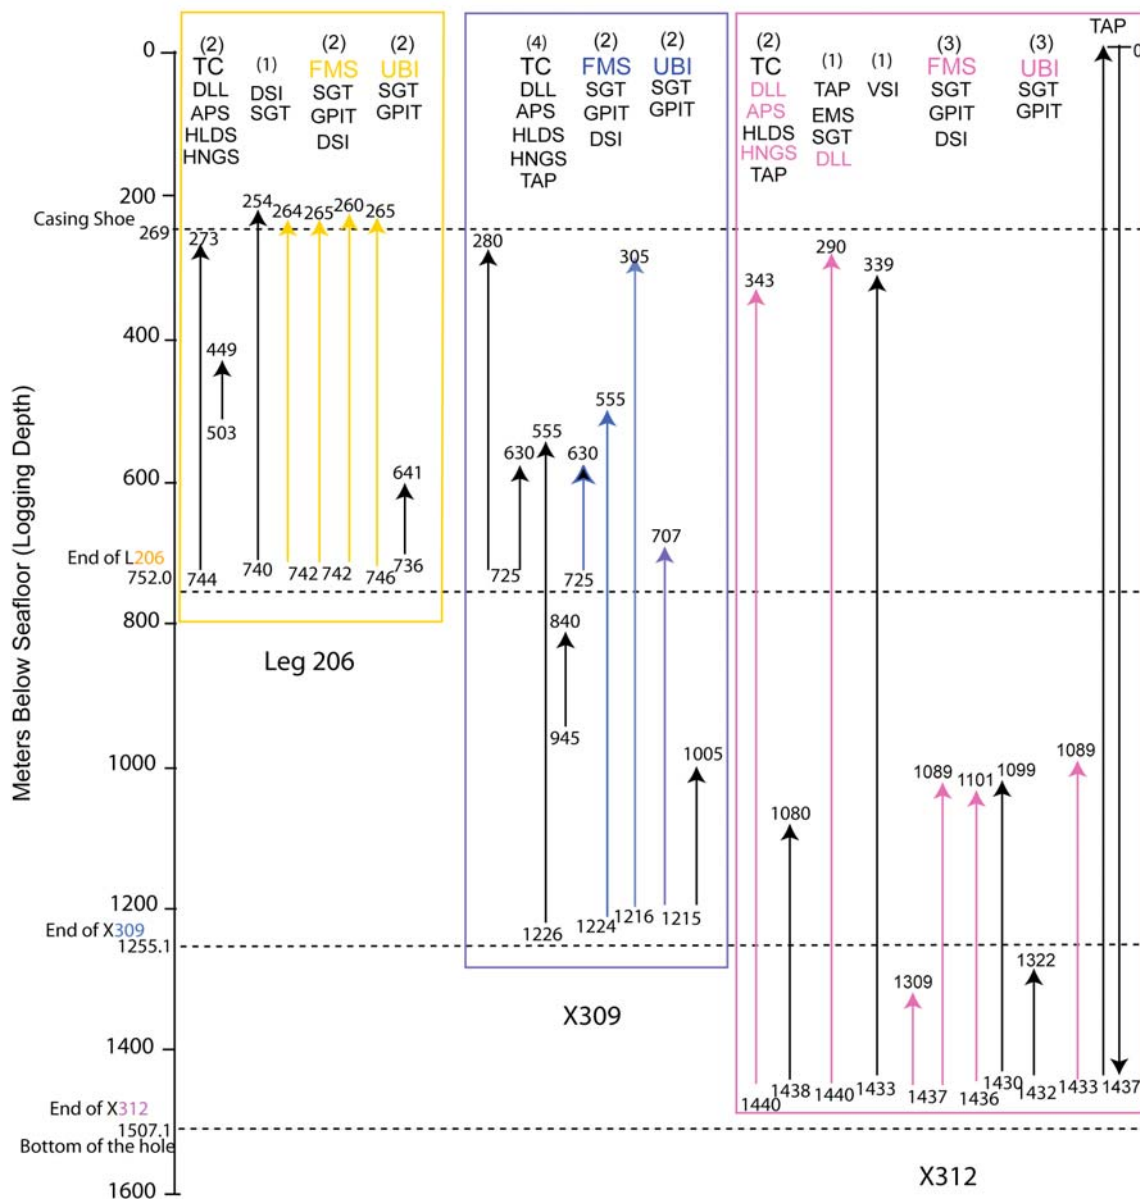 Meters Below Seafloor (Logging Depth)
0
200
400
600
800
1000
1200
1400
1600
Casing Shoe
269
End of L206
752.0
End of X309
1255.1
End of X312
1507.1
Bottom of the hole
(2)
TC
DLL
APS
HLDS
HNGS
(1)
DSI
SGT
(2)
FMS
SGT
GPIT
DSI
(2)
UBI
SGT
GPIT
273
254
264
265
260
265
449
503
641
744
740
742
742
746
736
Leg 206
(4)
TC
DLL
APS
HLDS
HNGS
TAP
(2)
FMS
SGT
GPIT
DSI
(2)
UBI
SGT
GPIT
280
305
630
555
630
555
725
725
707
840
945
1005
1226
1224
1216
1215
X309
(2)
TC
DLL
APS
HLDS
HNGS
TAP
(1)
TAP
EMS
SGT
DLL
(1)
VSI
(3)
FMS
SGT
GPIT
DSI
(3)
UBI
SGT
GPIT
TAP
0
343
290
339
1080
1309
1089
1101
1099
1322
1089
1440
1438
1440
1433
1437
1436
1430
1432
1433
1437
X312